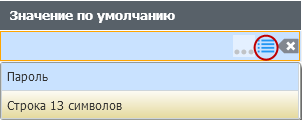 Значение по умолчанию
Пароль
Строка 13 символов